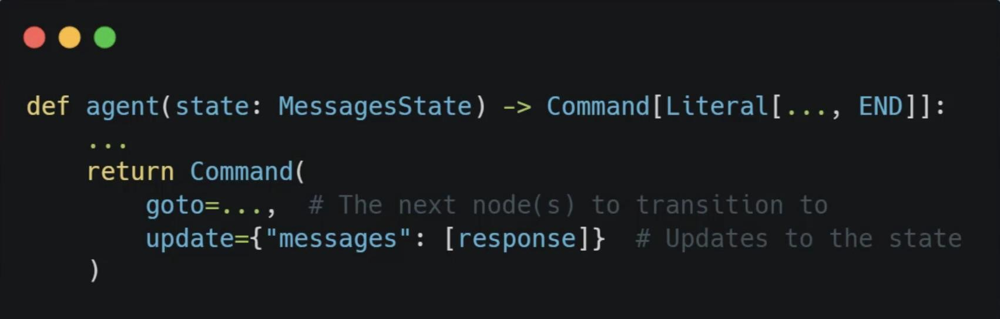 def agent(state: MessagesState) -> Command[Literal[..., END]]:
    ...
    return Command(
        goto=...,  # The next node(s) to transition to
        update={"messages": [response]}  # Updates to the state
    )